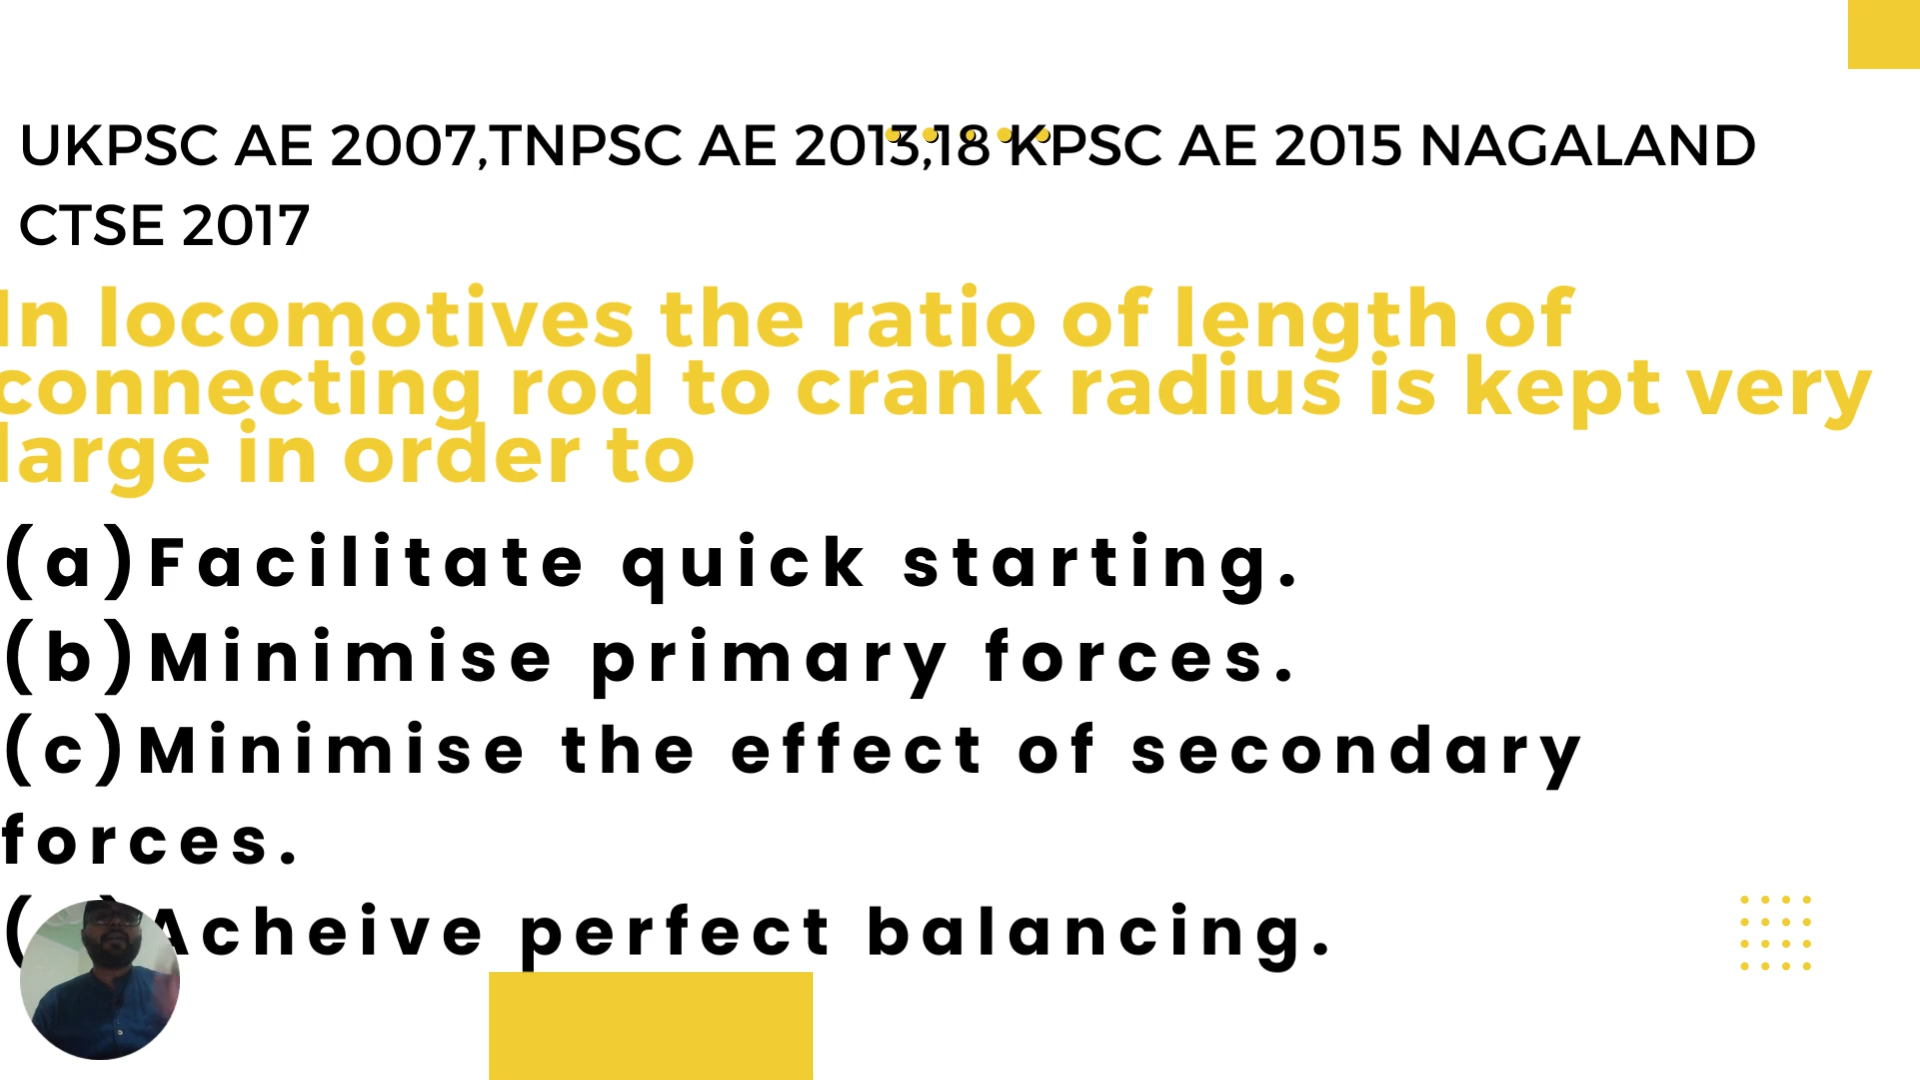 UKPSC AE 2007,TNPSC AE 2013,18 KPSC AE 2015 NAGALAND
CTSE 2017
In locomotives the ratio of length of
connecting rod to crank radius is kept very
large in order to
(a)Facilitate quick starting.
(b)Minimise primary forces.
(c)Minimise the effect of secondary
forces.
Acheive perfect balancing.